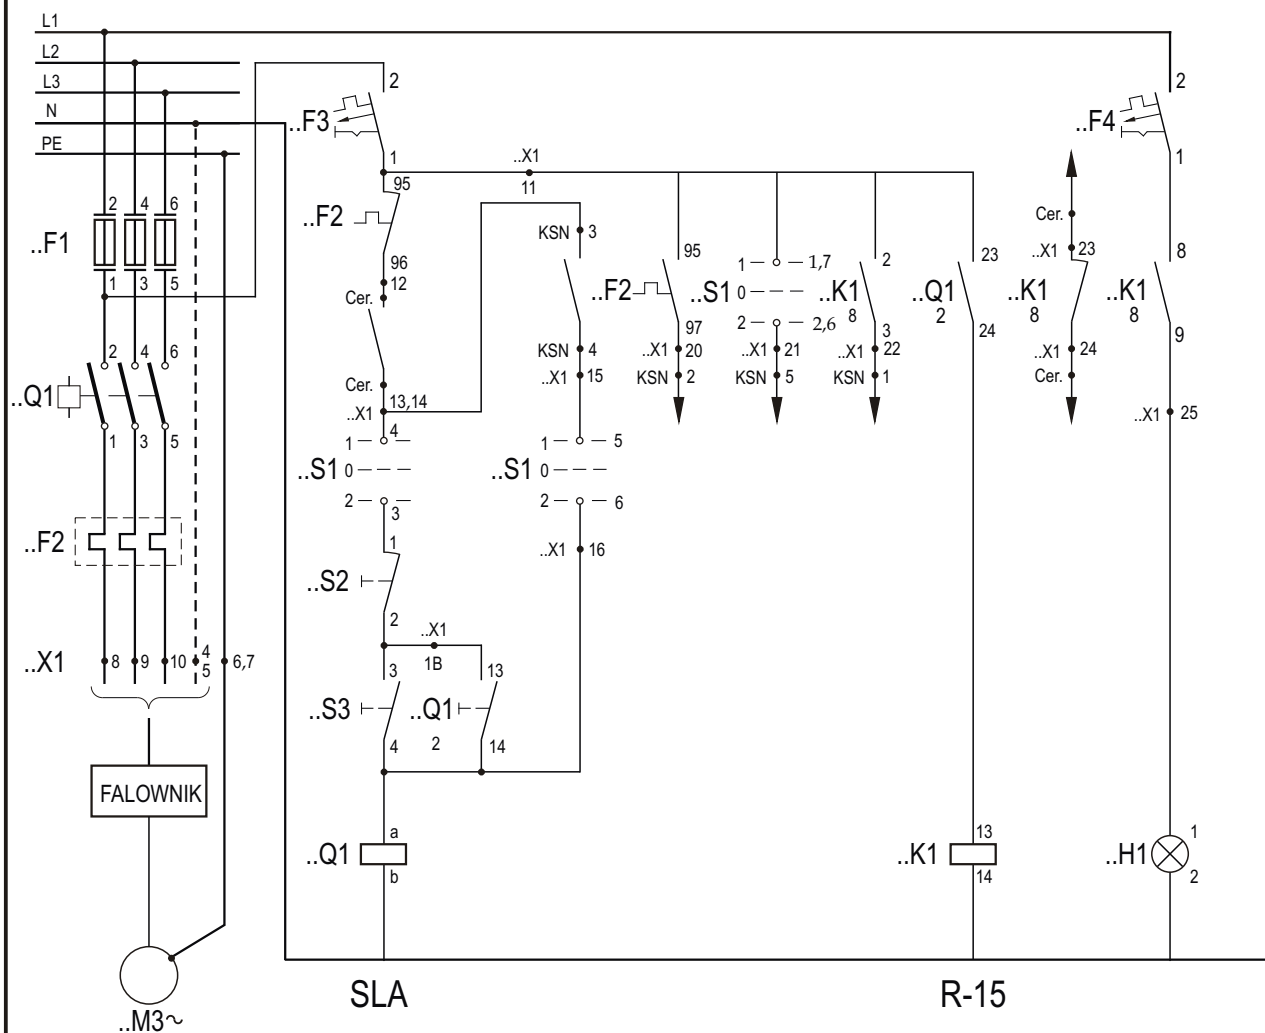 L1
L2
L3
N
PE
2
..F3
1
..X1
11
2
..F4
1
2 4 6
..F1
1 3 5
95
..F2
96
12
Cer.
Cer.
..X1
13,14
KSN 3
KSN 4
..X1 15
95
..F2
97
..X1 20
KSN 2
1 1,7
..S1 0
2 2,6
..X1 21
KSN 5
2
..K1
8
3
..X1 22
KSN 1
23
..Q1
2
24
Cer.
..X1 23
..K1
8
..X1 24
Cer.
8
..K1
8
9
..X1 25
2 4 6
..Q1
1 3 5
4
1
..S1 0
2
3
1 5
..S1 0
2 6
..X1 16
..F2
1
..S2
2
..X1
1B
3
..S3
4
13
..Q1
2
14
..X1 8 9 10 4
5
6,7
FALOWNIK
a
..Q1
b
13
..K1
14
1
..H1
2
..M3~
SLA
R-15